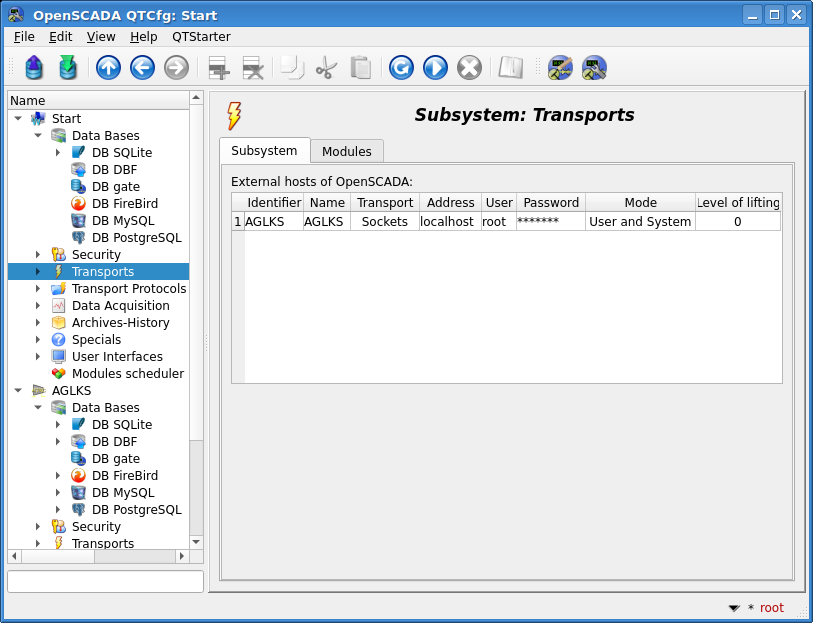 OpenSCADA QTCfg: Start
File Edit View Help QTStarter
Name
Start
Data Bases
DB SQLite
DB DBF
DB gate
DB FireBird
DB MySQL
DB PostgreSQL
Security
Transports
Transport Protocols
Data Acquisition
Archives-History
Specials
User Interfaces
Modules scheduler
AGLKS
Data Bases
DB SQLite
DB DBF
DB gate
DB FireBird
DB MySQL
DB PostgreSQL
Security
Transports
Subsystem: Transports
Subsystem Modules
External hosts of OpenSCADA:
Identifier Name Transport Address User Password Mode Level of lifting
1 AGLKS AGLKS Sockets localhost root ******* User and System 0
* root